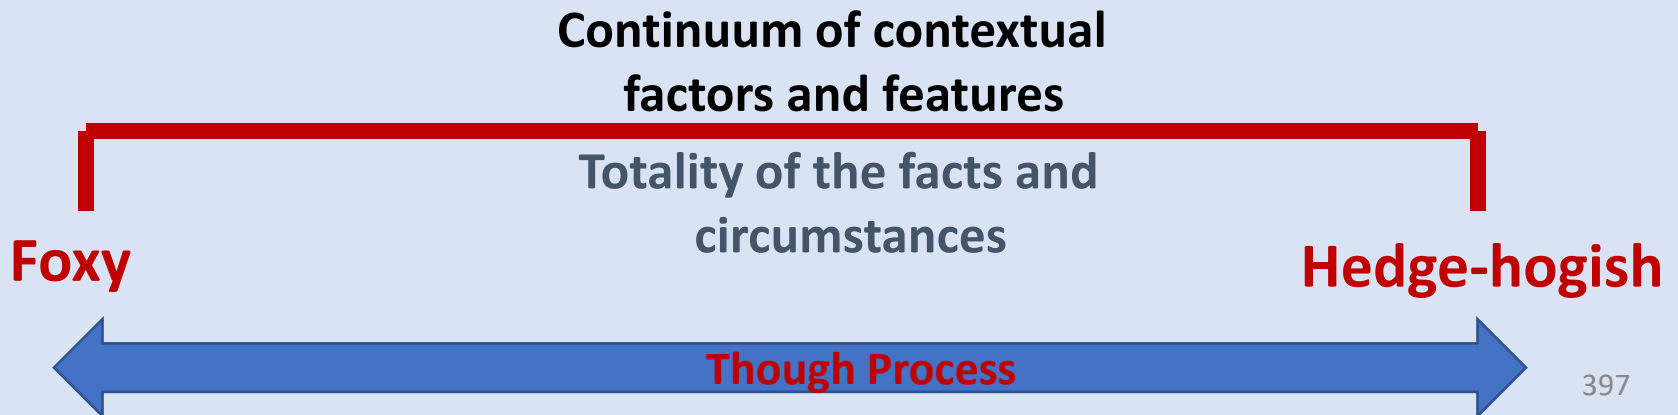 Continuum of contextual
factors and features
Totality of the facts and
circumstances
Foxy
Hedge-hogish
Though Process
397